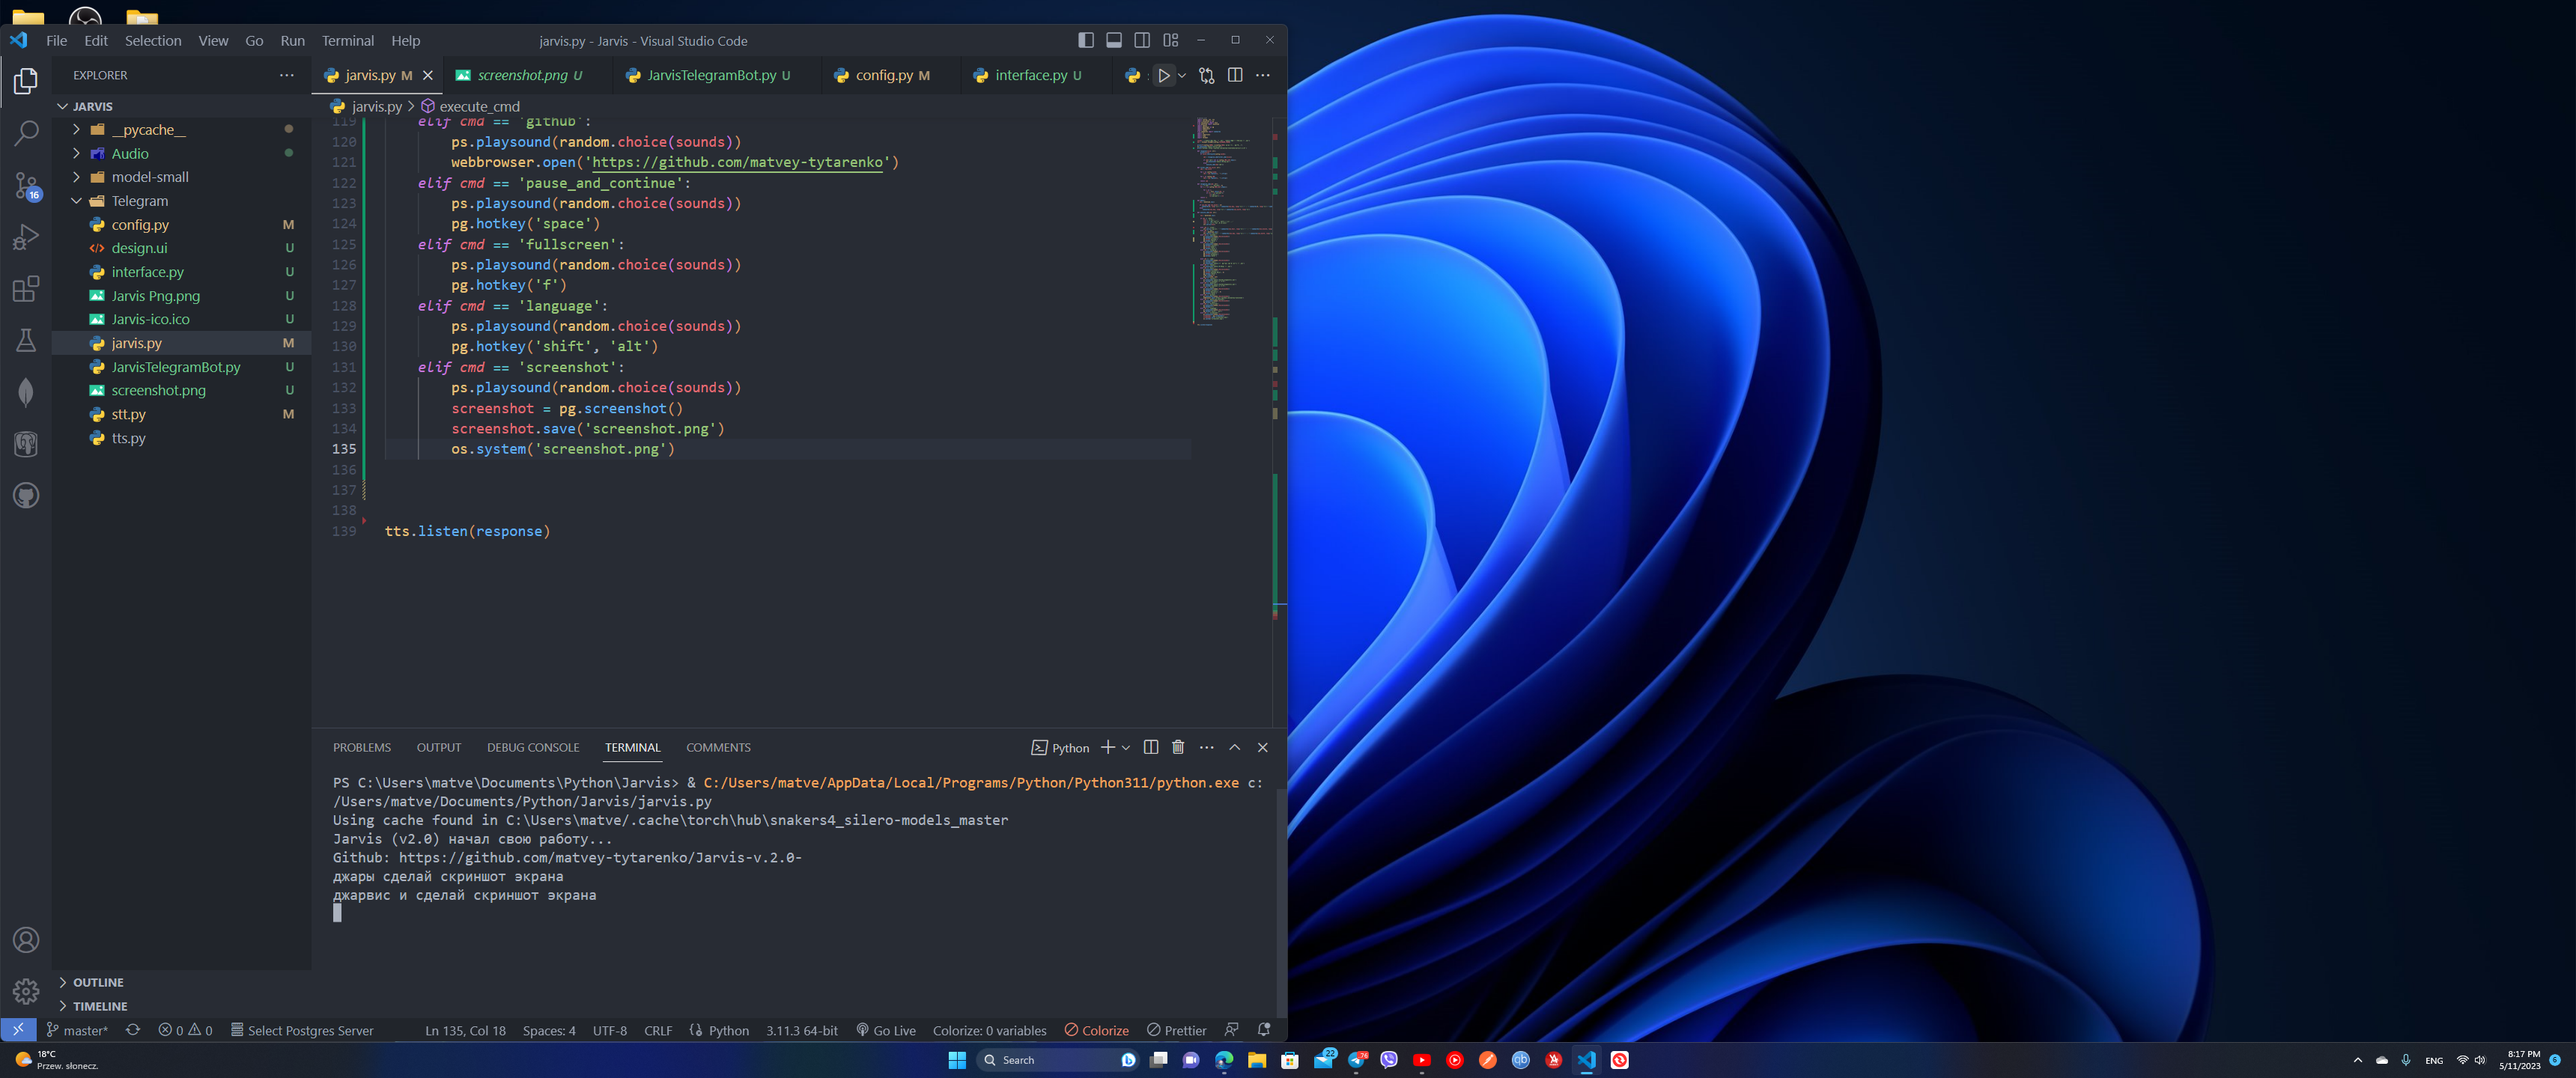 File Edit Selection View Go Run Terminal Help
jarvis.py - Jarvis - Visual Studio Code
EXPLORER
JARVIS
__pycache__
Audio
model-small
Telegram
config.py M
design.ui U
interface.py U
Jarvis Png.png U
Jarvis-ico.ico U
jarvis.py M
JarvisTelegramBot.py U
screenshot.png U
stt.py M
tts.py
OUTLINE
TIMELINE
16
jarvis.py M
screenshot.png U
JarvisTelegramBot.py U
config.py M
interface.py U
jarvis.py > execute_cmd
119 elif cmd == 'github':
120 ps.playsound(random.choice(sounds))
121 webbrowser.open('https://github.com/matvey-tytarenko')
122 elif cmd == 'pause_and_continue':
123 ps.playsound(random.choice(sounds))
124 pg.hotkey('space')
125 elif cmd == 'fullscreen':
126 ps.playsound(random.choice(sounds))
127 pg.hotkey('f')
128 elif cmd == 'language':
129 ps.playsound(random.choice(sounds))
130 pg.hotkey('shift', 'alt')
131 elif cmd == 'screenshot':
132 ps.playsound(random.choice(sounds))
133 screenshot = pg.screenshot()
134 screenshot.save('screenshot.png')
135 os.system('screenshot.png')
136
137
138
139 tts.listen(response)
PROBLEMS OUTPUT DEBUG CONSOLE TERMINAL COMMENTS
Python
PS C:\Users\matve\Documents\Python\Jarvis> & C:/Users/matve/AppData/Local/Programs/Python/Python311/python.exe c:
/Users/matve/Documents/Python/Jarvis/jarvis.py
Using cache found in C:\Users\matve/.cache\torch\hub\snakers4_silero-models_master
Jarvis (v2.0) начал свою работу...
Github: https://github.com/matvey-tytarenko/Jarvis-v.2.0-
джары сделай скриншот экрана
джарвис и сделай скриншот экрана
master* 0 0 Select Postgres Server Ln 135, Col 18 Spaces: 4 UTF-8 CRLF Python 3.11.3 64-bit Go Live Colorize: 0 variables Colorize Prettier
18°C
Przew. słonecz.
Search
22
76
qb
ENG
8:17 PM
5/11/2023
6